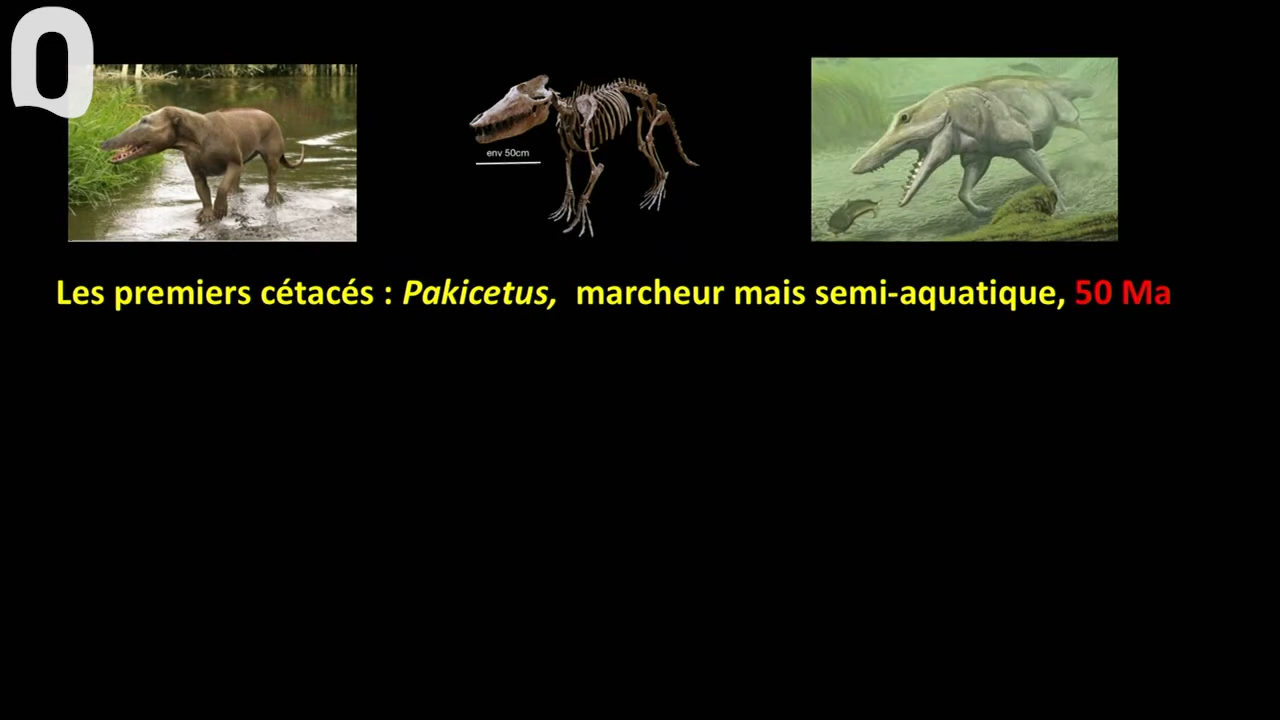 Q
env 50cm
Les premiers cétacés : Pakicetus, marcheur mais semi-aquatique, 50 Ma